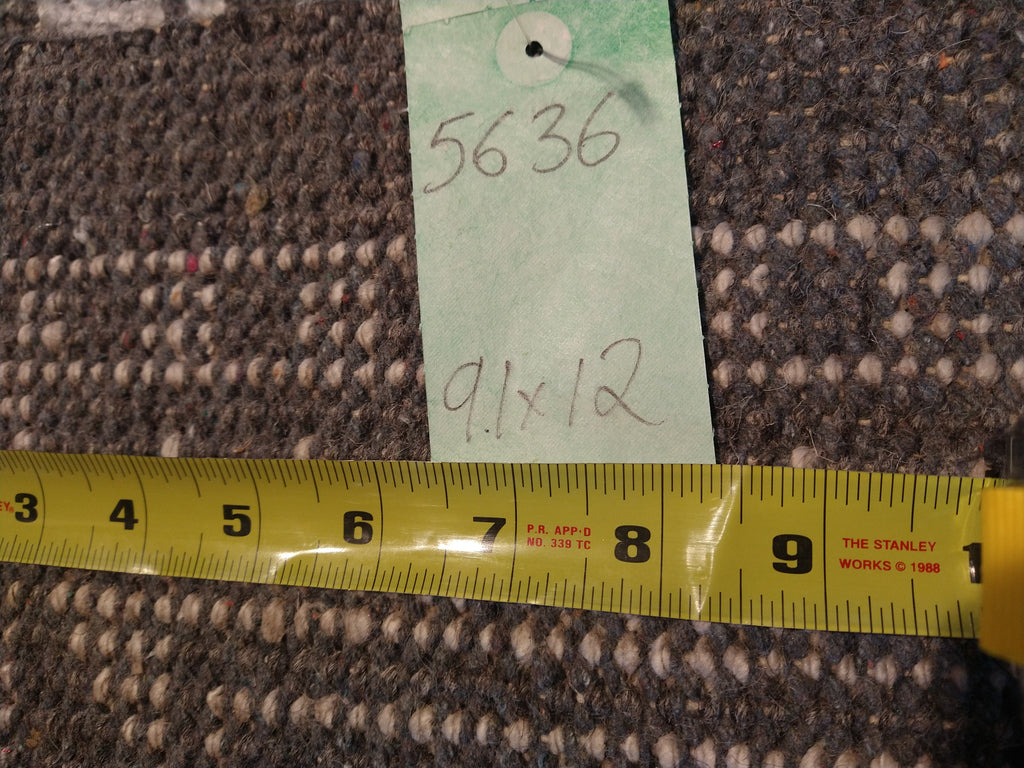 5636
9.1x12
3 4 5 6 7 P.R. APP'D 8 9 THE STANLEY
NO. 339 TC WORKS © 1988